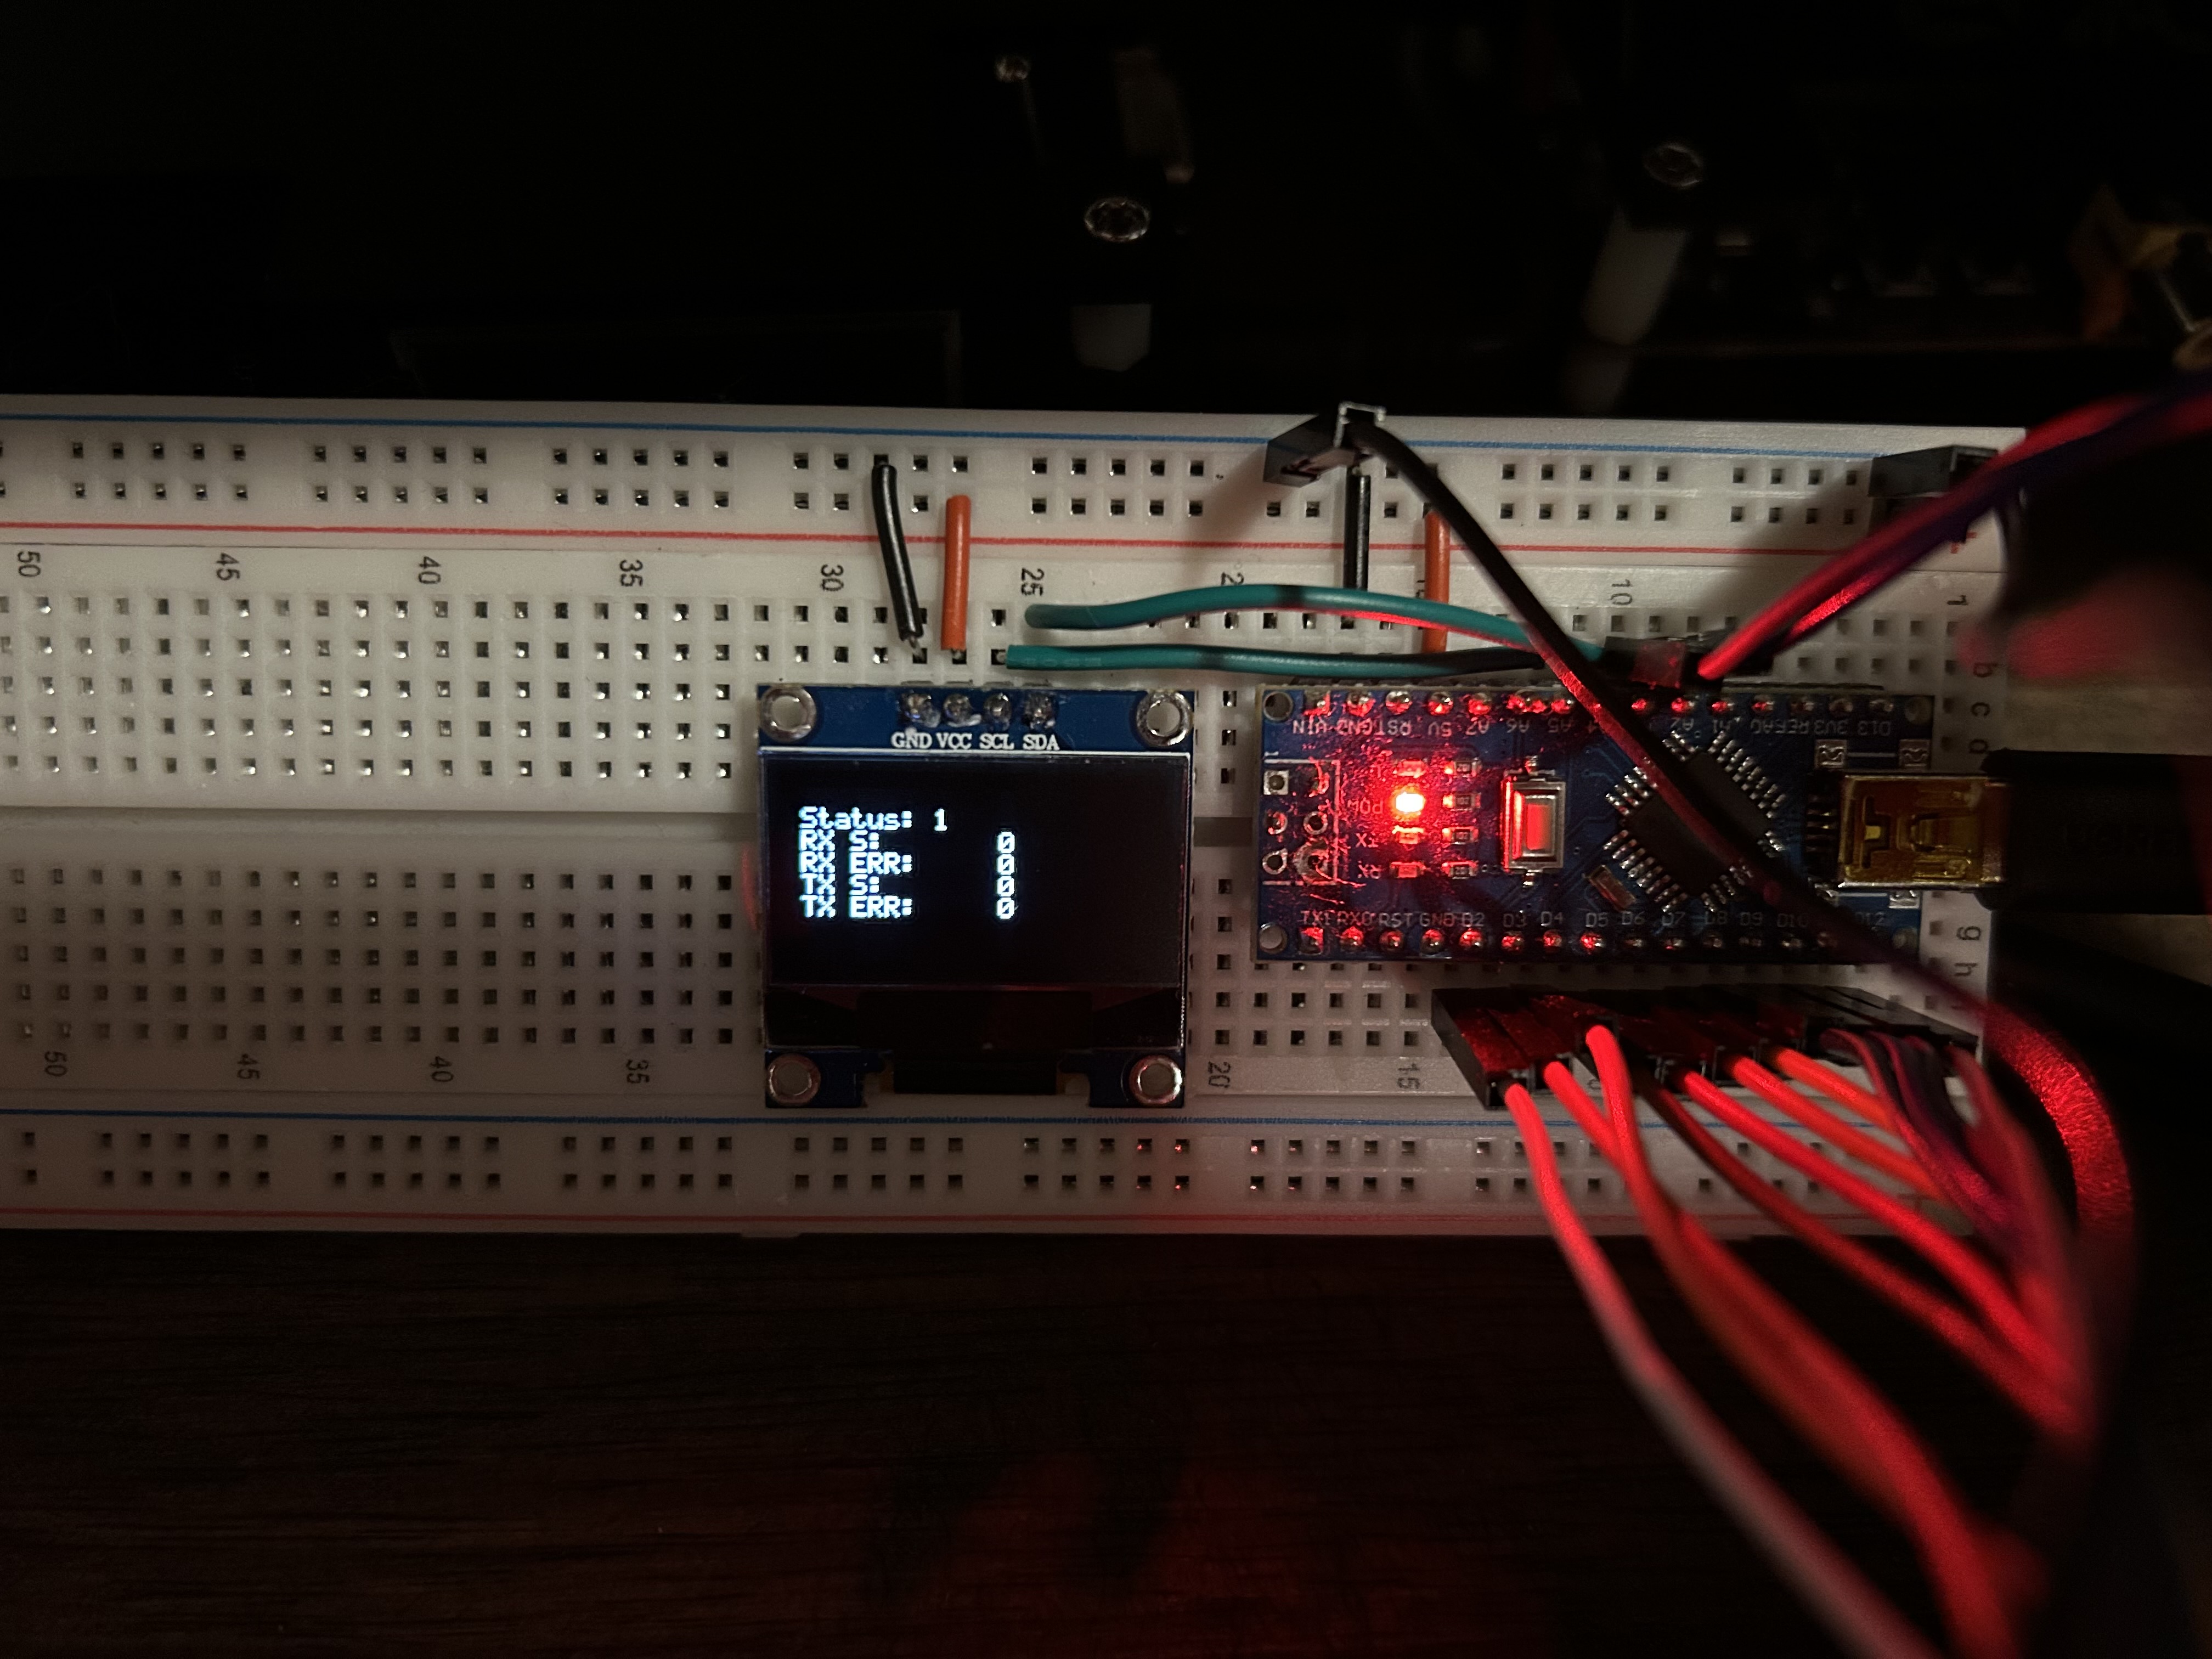 50 45 40 35 30 25 10 1
b
c
d
GND VCC SCL SDA
Status: 1
RX S: 0
RX ERR: 0
TX S: 0
TX ERR: 0
VIN GND RST 5V A7 A6 A5 A2 A1 REF 3V3 D13
POW
TX
RX
TX1 RX0 RST GND D2 D3 D4 D5 D6 D7 D8 D9 D10 D12
g
h
50 45 40 35 20 15